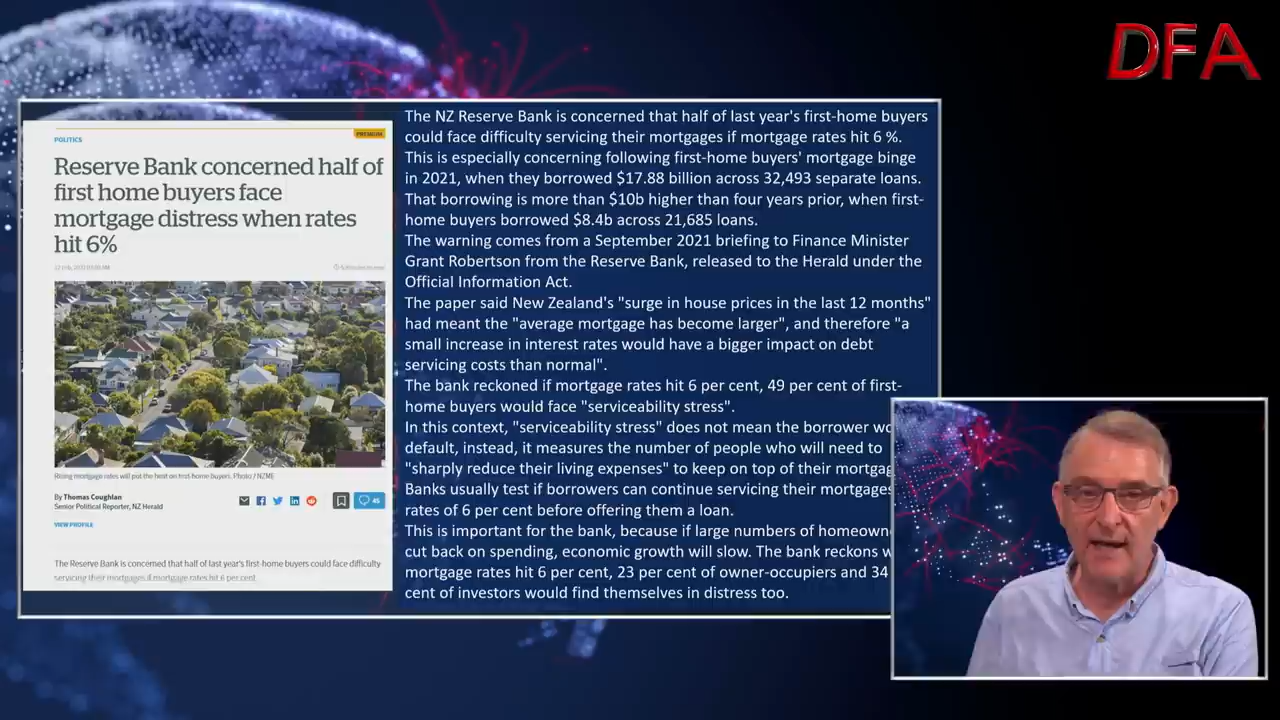 DFA
POLITICS
PREMIUM
Reserve Bank concerned half of
first home buyers face
mortgage distress when rates
hit 6%
Rising mortgage rates will put the heat on first-home buyers. Photo / NZME
By Thomas Coughlan
Senior Political Reporter, NZ Herald
45
VIEW PROFILE
The Reserve Bank is concerned that half of last year's first-home buyers could face difficulty
servicing their mortgages if mortgage rates hit 6 per cent.
The NZ Reserve Bank is concerned that half of last year's first-home buyers
could face difficulty servicing their mortgages if mortgage rates hit 6 %.
This is especially concerning following first-home buyers' mortgage binge
in 2021, when they borrowed $17.88 billion across 32,493 separate loans.
That borrowing is more than $10b higher than four years prior, when first-
home buyers borrowed $8.4b across 21,685 loans.
The warning comes from a September 2021 briefing to Finance Minister
Grant Robertson from the Reserve Bank, released to the Herald under the
Official Information Act.
The paper said New Zealand's "surge in house prices in the last 12 months"
had meant the "average mortgage has become larger", and therefore "a
small increase in interest rates would have a bigger impact on debt
servicing costs than normal".
The bank reckoned if mortgage rates hit 6 per cent, 49 per cent of first-
home buyers would face "serviceability stress".
In this context, "serviceability stress" does not mean the borrower wo
default, instead, it measures the number of people who will need to
"sharply reduce their living expenses" to keep on top of their mortgag
Banks usually test if borrowers can continue servicing their mortgages
rates of 6 per cent before offering them a loan.
This is important for the bank, because if large numbers of homeown
cut back on spending, economic growth will slow. The bank reckons w
mortgage rates hit 6 per cent, 23 per cent of owner-occupiers and 34
cent of investors would find themselves in distress too.